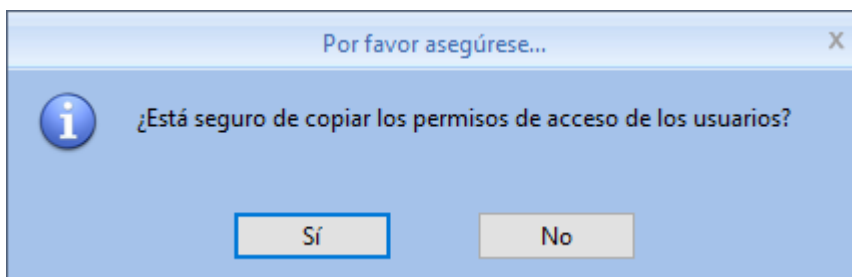 Por favor asegúrese...
X
¿Está seguro de copiar los permisos de acceso de los usuarios?
Sí
No